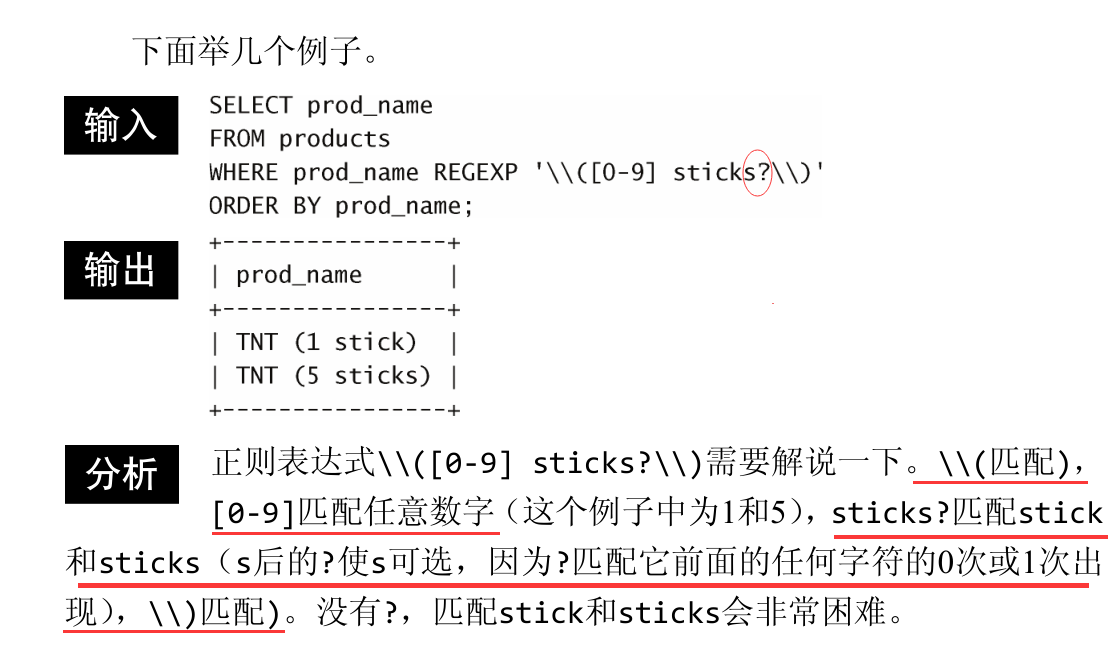 下面举几个例子。
输入
SELECT prod_name
FROM products
WHERE prod_name REGEXP '\\([0-9] sticks?\\)'
ORDER BY prod_name;
输出
+----------------+
| prod_name      |
+----------------+
| TNT (1 stick)  |
| TNT (5 sticks) |
+----------------+
分析
正则表达式\\([0-9] sticks?\\)需要解说一下。\\(匹配)，
[0-9]匹配任意数字（这个例子中为1和5），sticks?匹配stick
和sticks（s后的?使s可选，因为?匹配它前面的任何字符的0次或1次出
现），\\)匹配)。没有?，匹配stick和sticks会非常困难。